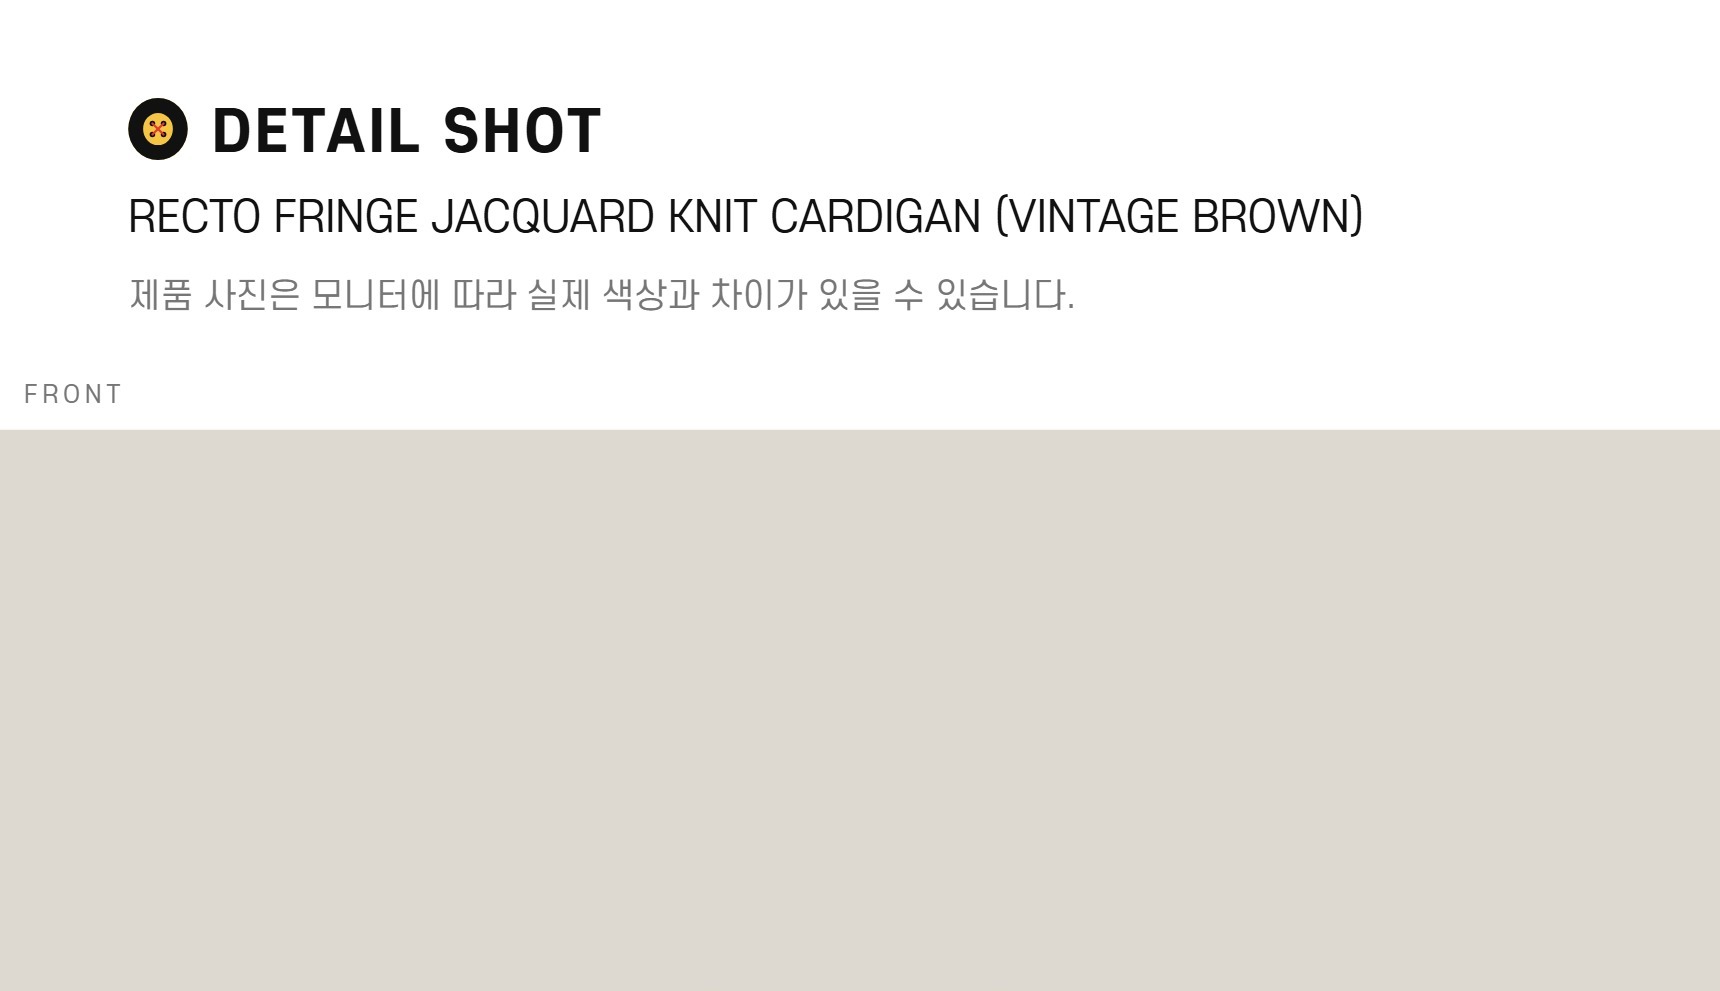 DETAIL SHOT
RECTO FRINGE JACQUARD KNIT CARDIGAN (VINTAGE BROWN)
제품 사진은 모니터에 따라 실제 색상과 차이가 있을 수 있습니다.
FRONT